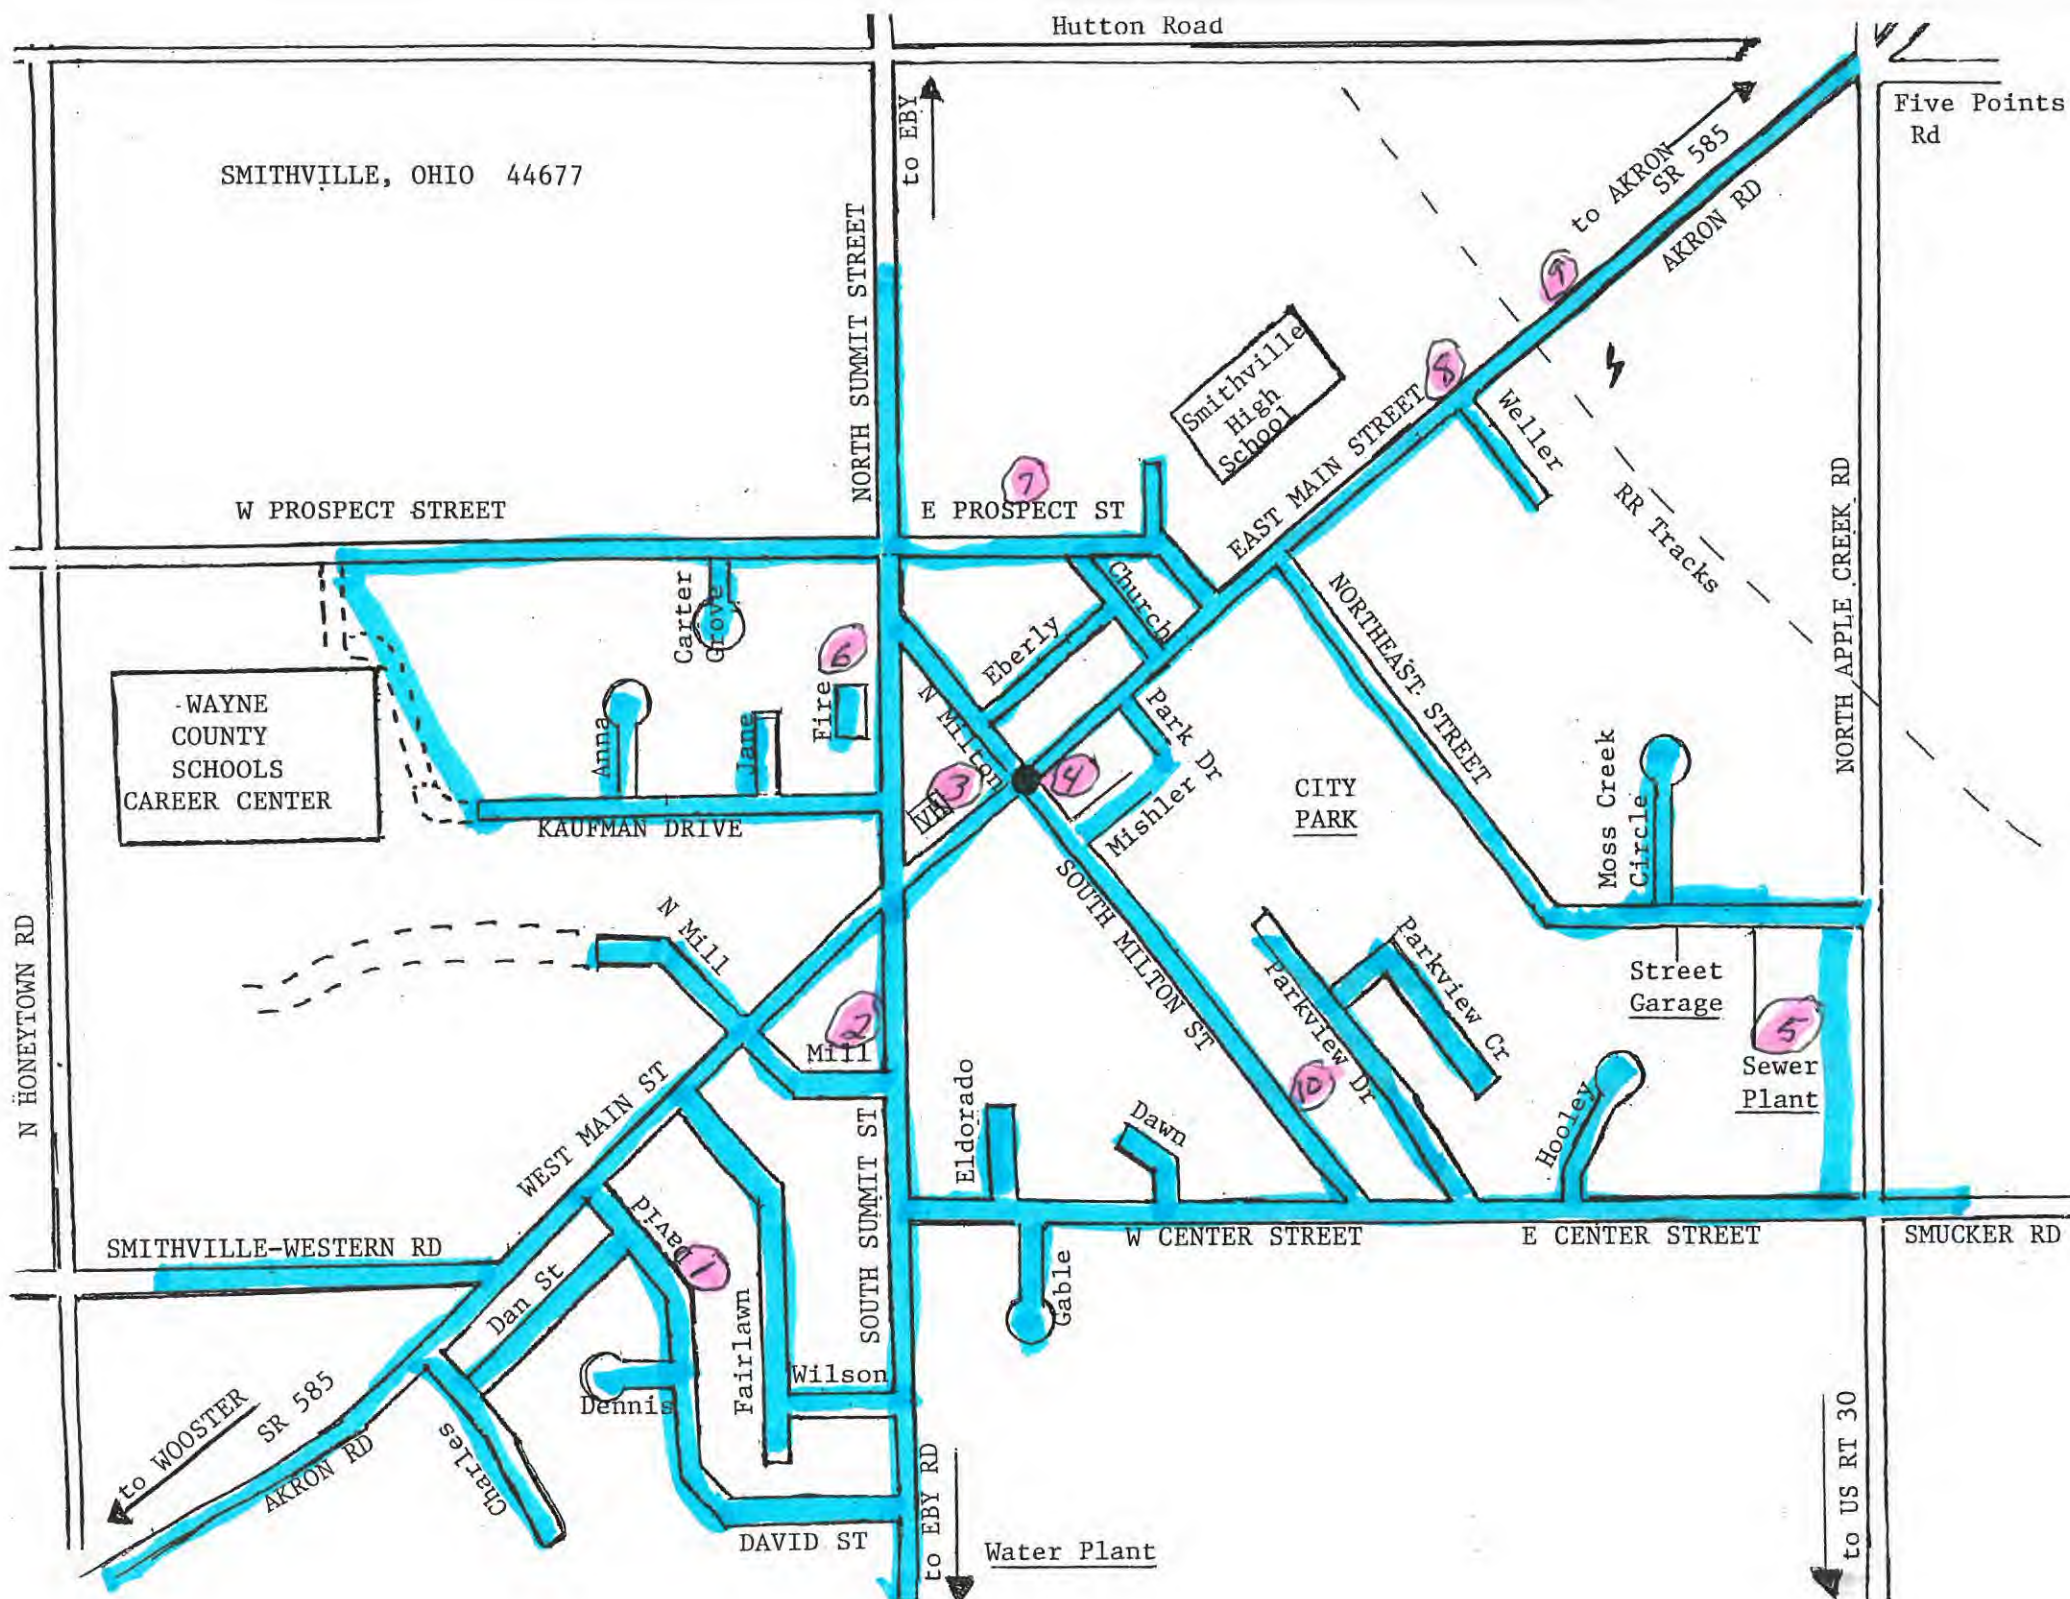 Hutton Road
to EBY
Five Points
Rd
SMITHVILLE, OHIO 44677
to AKRON
SR 585
AKRON RD
NORTH SUMMIT STREET
9
8
Smithville
High
School
EAST MAIN STREET
Weller
RR Tracks
NORTH APPLE CREEK RD
W PROSPECT STREET
7
E PROSPECT ST
Carter
Grove
Church
Eberly
NORTHEAST STREET
6
Fire
Anna
Jane
N Milton
Park Dr
Mishler Dr
3
4
VH
WAYNE
COUNTY
SCHOOLS
CAREER CENTER
KAUFMAN DRIVE
CITY
PARK
Moss Creek
Circle
N HONEYTOWN RD
N Mill
SOUTH MILTON ST
Parkview Dr
Parkview Cr
Street
Garage
5
Sewer
Plant
2
Mill
WEST MAIN ST
SOUTH SUMMIT ST
Eldorado
Dawn
10
Hooley
W CENTER STREET
E CENTER STREET
SMUCKER RD
SMITHVILLE-WESTERN RD
David
David
1
Dan St
Gable
Fairlawn
Wilson
Dennis
Charles
to WOOSTER
SR 585
AKRON RD
DAVID ST
to EBY RD
Water Plant
to US RT 30